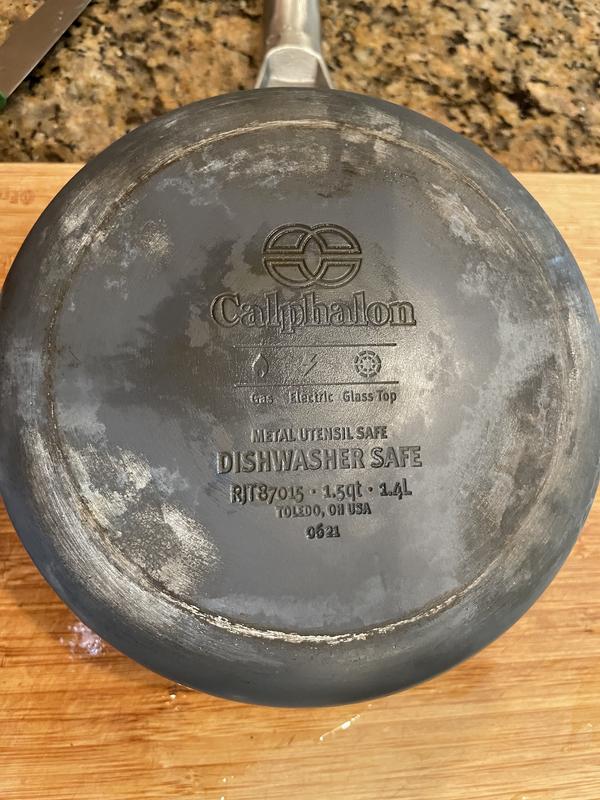 Calphalon
Gas Electric Glass Top
METAL UTENSIL SAFE
DISHWASHER SAFE
RJT87015 · 1.5qt · 1.4L
TOLEDO, OH USA
0621